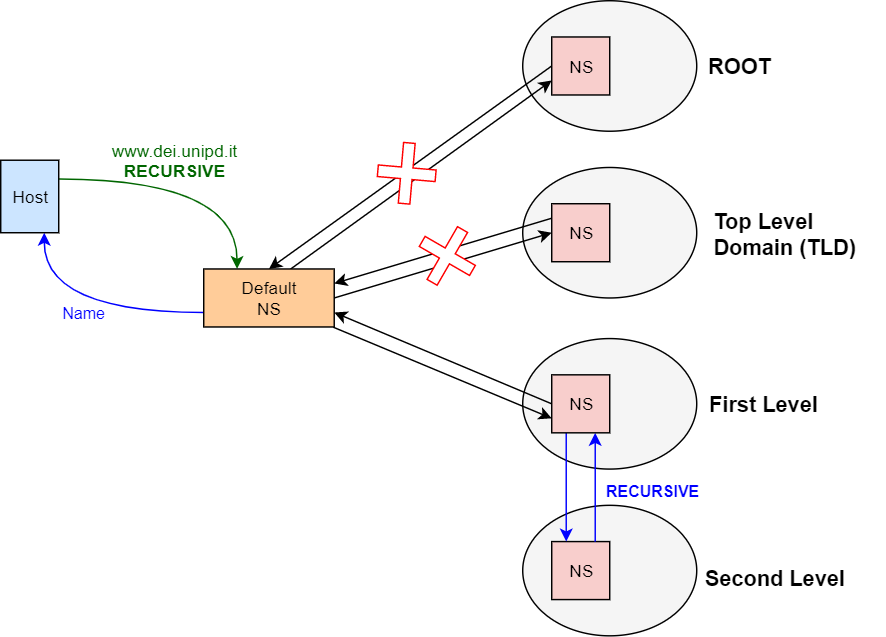 NS
ROOT
www.dei.unipd.it
RECURSIVE
Host
NS
Top Level
Domain (TLD)
Default
NS
Name
NS
First Level
RECURSIVE
NS
Second Level